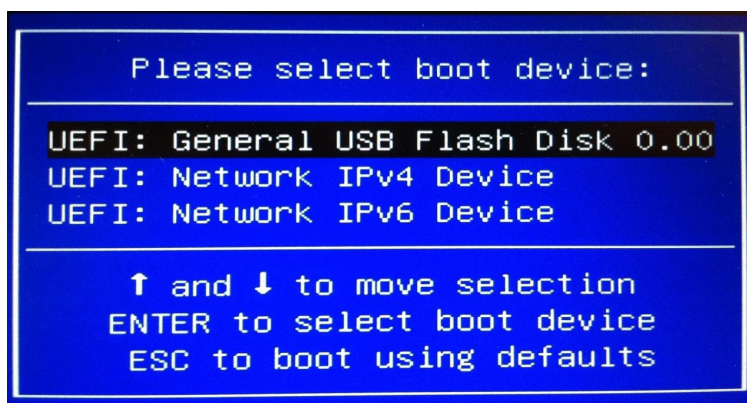 Please select boot device:
UEFI: General USB Flash Disk 0.00
UEFI: Network IPv4 Device
UEFI: Network IPv6 Device
↑ and ↓ to move selection
ENTER to select boot device
ESC to boot using defaults